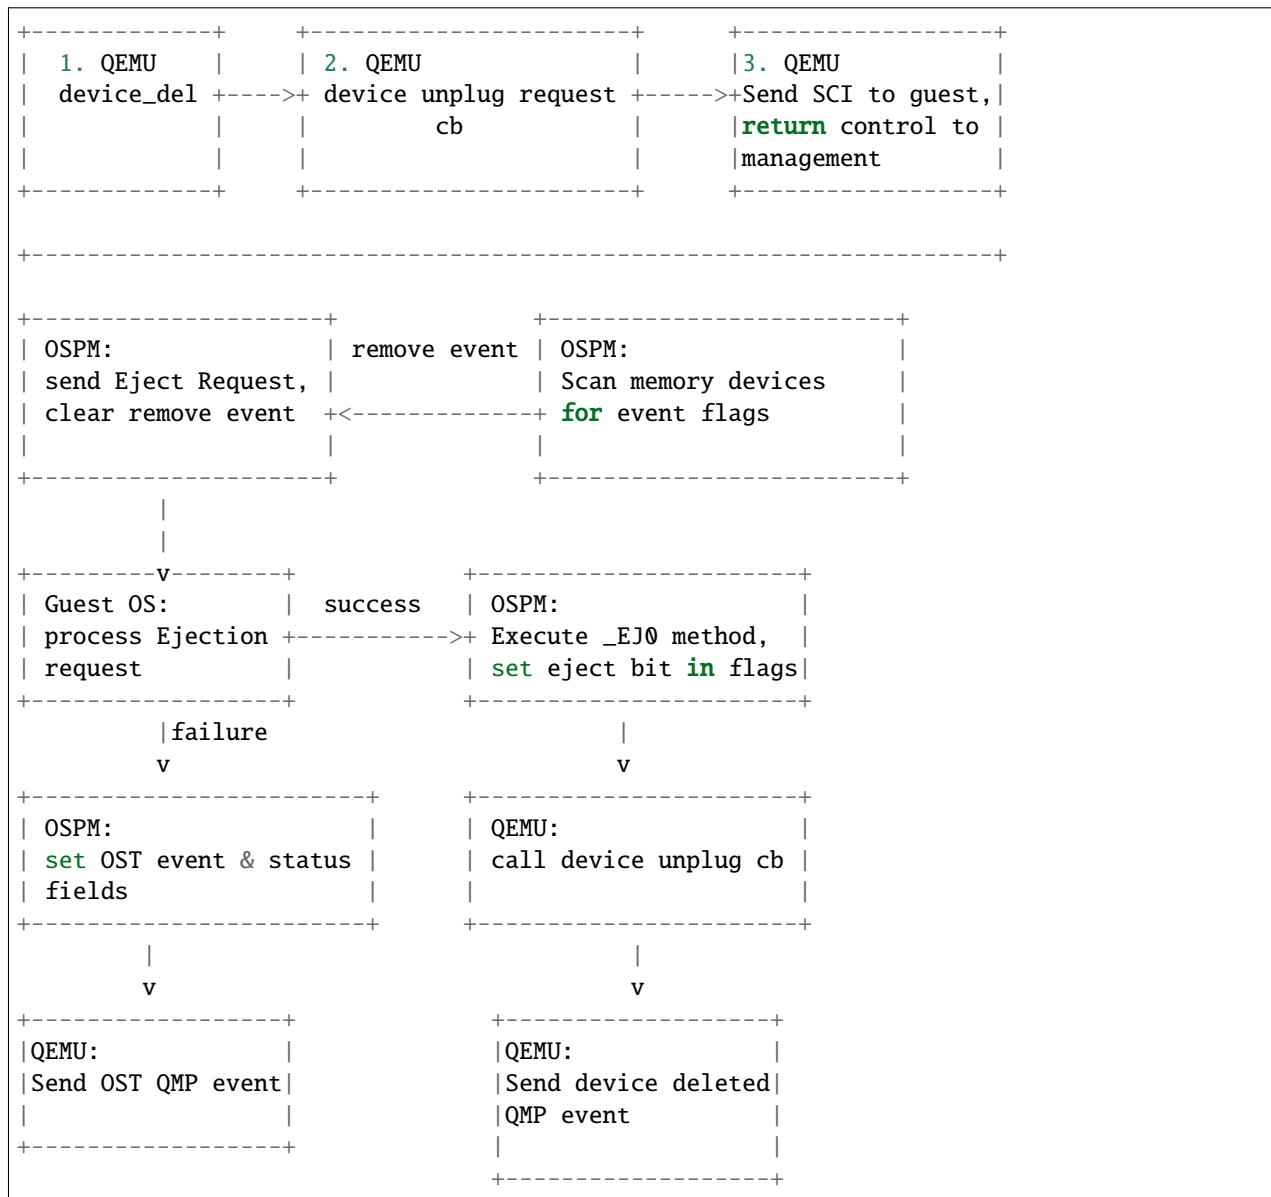 +-------------+     +-----------------------+      +------------------+
|  1. QEMU    |     | 2. QEMU               |      |3. QEMU           |
|  device_del +---->+ device unplug request +----->+Send SCI to guest,|
|             |     |         cb            |      |return control to |
|             |     |                       |      |management        |
+-------------+     +-----------------------+      +------------------+
+---------------------------------------------------------------------+
+---------------------+              +-------------------------+
| OSPM:               | remove event | OSPM:                   |
| send Eject Request, |              | Scan memory devices     |
| clear remove event  +<-------------+ for event flags         |
|                     |              |                         |
+---------------------+              +-------------------------+
          |
          |
+---------v--------+            +-----------------------+
| Guest OS:        |  success   | OSPM:                 |
| process Ejection +----------->+ Execute _EJ0 method,  |
| request          |            | set eject bit in flags|
+------------------+            +-----------------------+
          |failure                         |
          v                                v
+------------------------+      +-----------------------+
| OSPM:                  |      | QEMU:                 |
| set OST event & status |      | call device unplug cb |
| fields                 |      |                       |
+------------------------+      +-----------------------+
         |                                  |
         v                                  v
+------------------+              +-------------------+
|QEMU:             |              |QEMU:              |
|Send OST QMP event|              |Send device deleted|
|                  |              |QMP event          |
+------------------+              |                   |
                                  +-------------------+